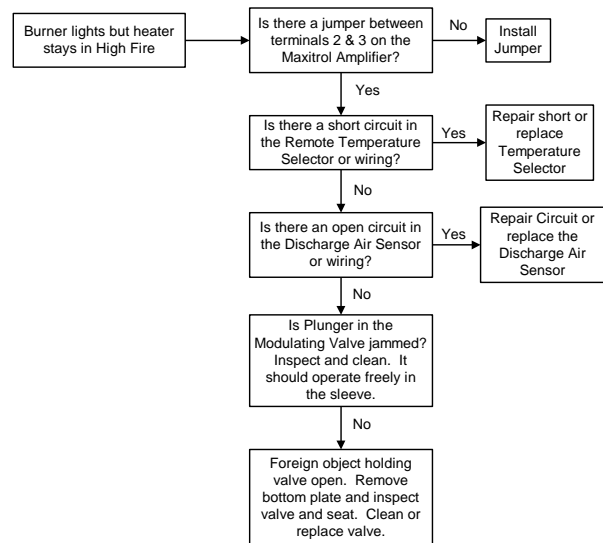 Burner lights but heater
stays in High Fire
Is there a jumper between
terminals 2 & 3 on the
Maxitrol Amplifier?
No
Install
Jumper
Yes
Is there a short circuit in
the Remote Temperature
Selector or wiring?
Yes
Repair short or
replace
Temperature
Selector
No
Is there an open circuit in
the Discharge Air Sensor
or wiring?
Yes
Repair Circuit or
replace the
Discharge Air
Sensor
No
Is Plunger in the
Modulating Valve jammed?
Inspect and clean.  It
should operate freely in
the sleeve.
No
Foreign object holding
valve open.  Remove
bottom plate and inspect
valve and seat.  Clean or
replace valve.